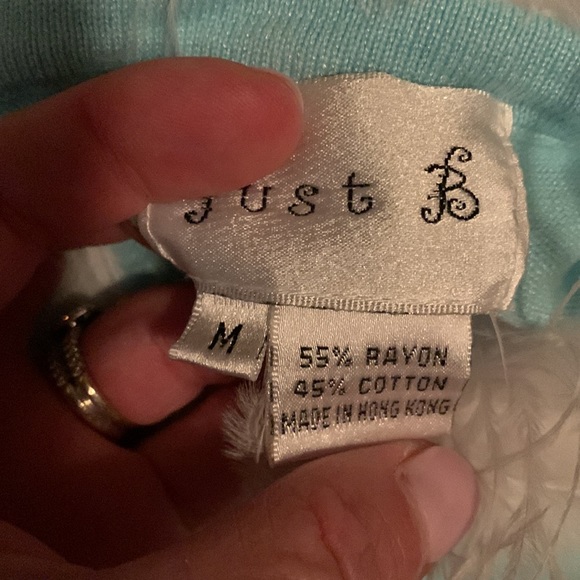 just B
M
55% RAYON
45% COTTON
MADE IN HONG KONG